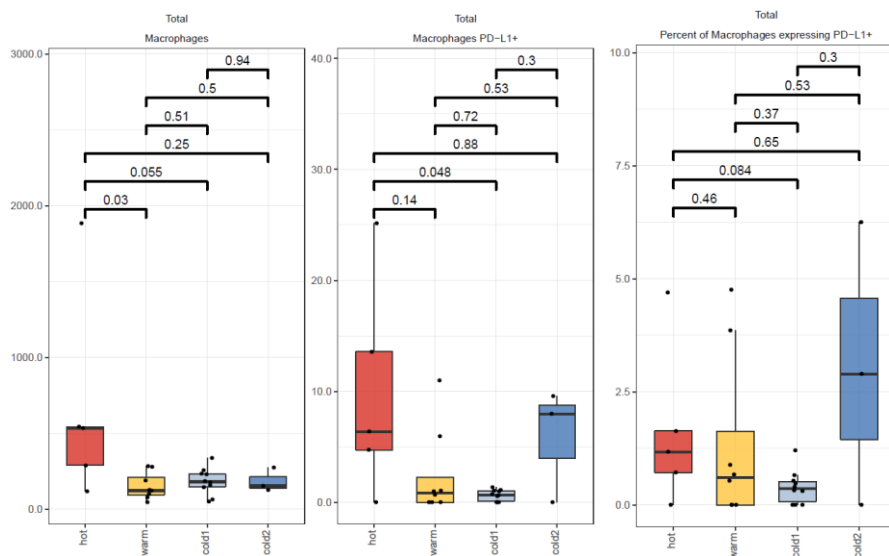 Total
Macrophages
3000.0
2000.0
1000.0
0.0
0.94
0.5
0.51
0.25
0.055
0.03
hot
warm
cold1
cold2
Total
Macrophages PD−L1+
40.0
30.0
20.0
10.0
0.0
0.3
0.53
0.72
0.88
0.048
0.14
hot
warm
cold1
cold2
Total
Percent of Macrophages expressing PD−L1+
10.0
7.5
5.0
2.5
0.0
0.3
0.53
0.37
0.65
0.084
0.46
hot
warm
cold1
cold2